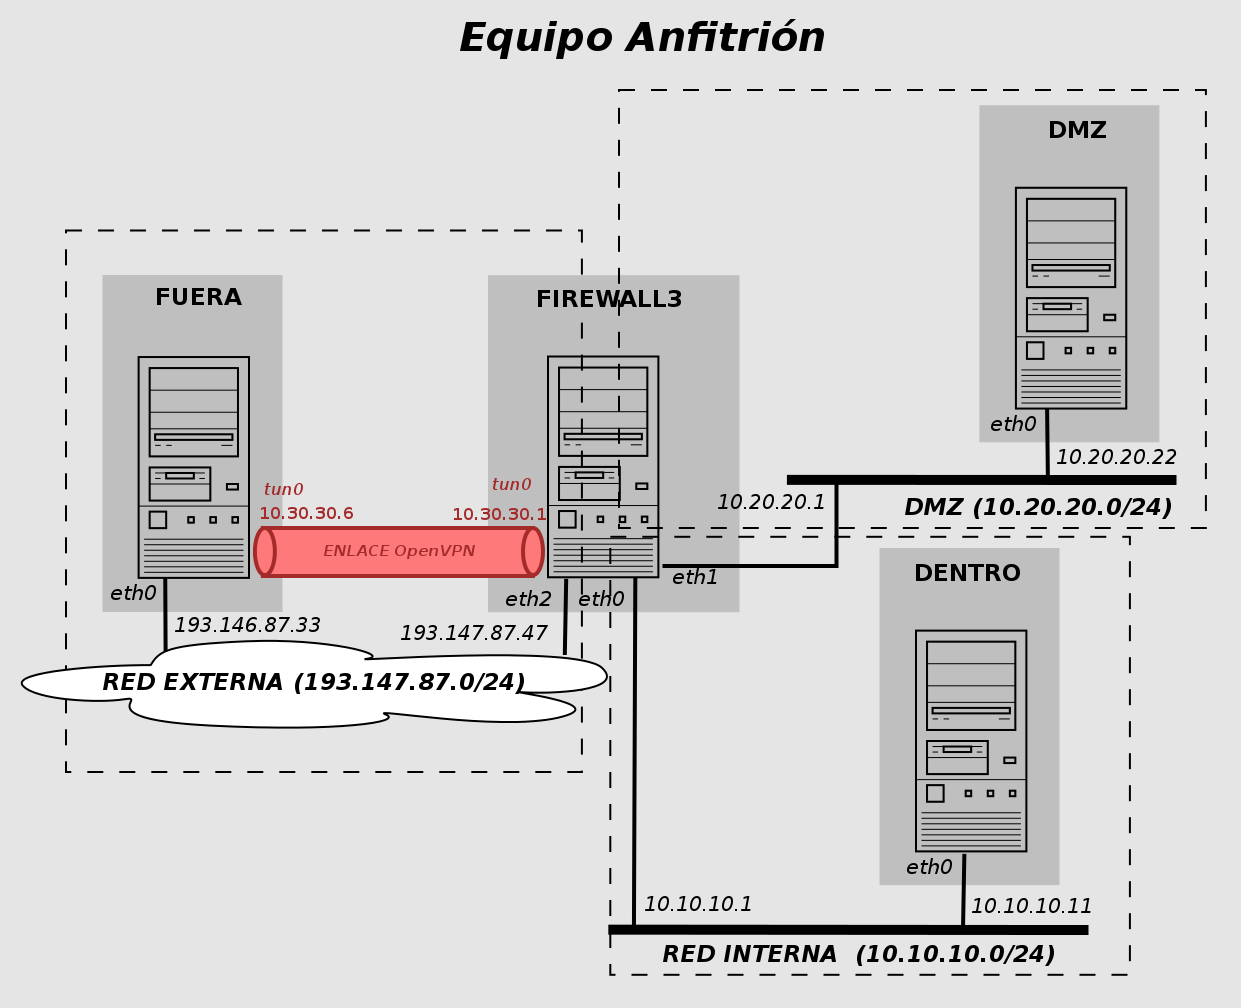 Equipo Anfitrión
DMZ
eth0
10.20.20.22
10.20.20.1
DMZ (10.20.20.0/24)
FUERA
FIREWALL3
tun0
10.30.30.6
tun0
10.30.30.1
ENLACE OpenVPN
eth0
eth2
eth0
eth1
193.146.87.33
193.147.87.47
RED EXTERNA (193.147.87.0/24)
DENTRO
eth0
10.10.10.1
10.10.10.11
RED INTERNA (10.10.10.0/24)